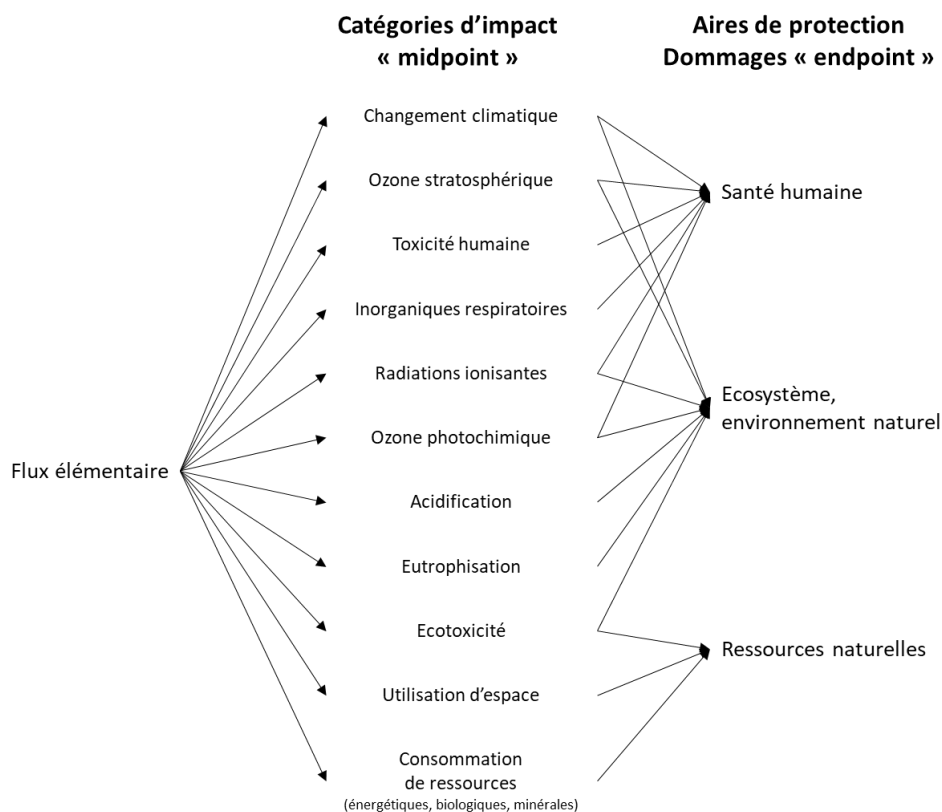 Catégories d’impact
« midpoint »
Aires de protection
Dommages « endpoint »
Changement climatique
Ozone stratosphérique
Toxicité humaine
Inorganiques respiratoires
Radiations ionisantes
Ozone photochimique
Acidification
Eutrophisation
Ecotoxicité
Utilisation d’espace
Consommation
de ressources
(énergétiques, biologiques, minérales)
Flux élémentaire
Santé humaine
Ecosystème,
environnement naturel
Ressources naturelles